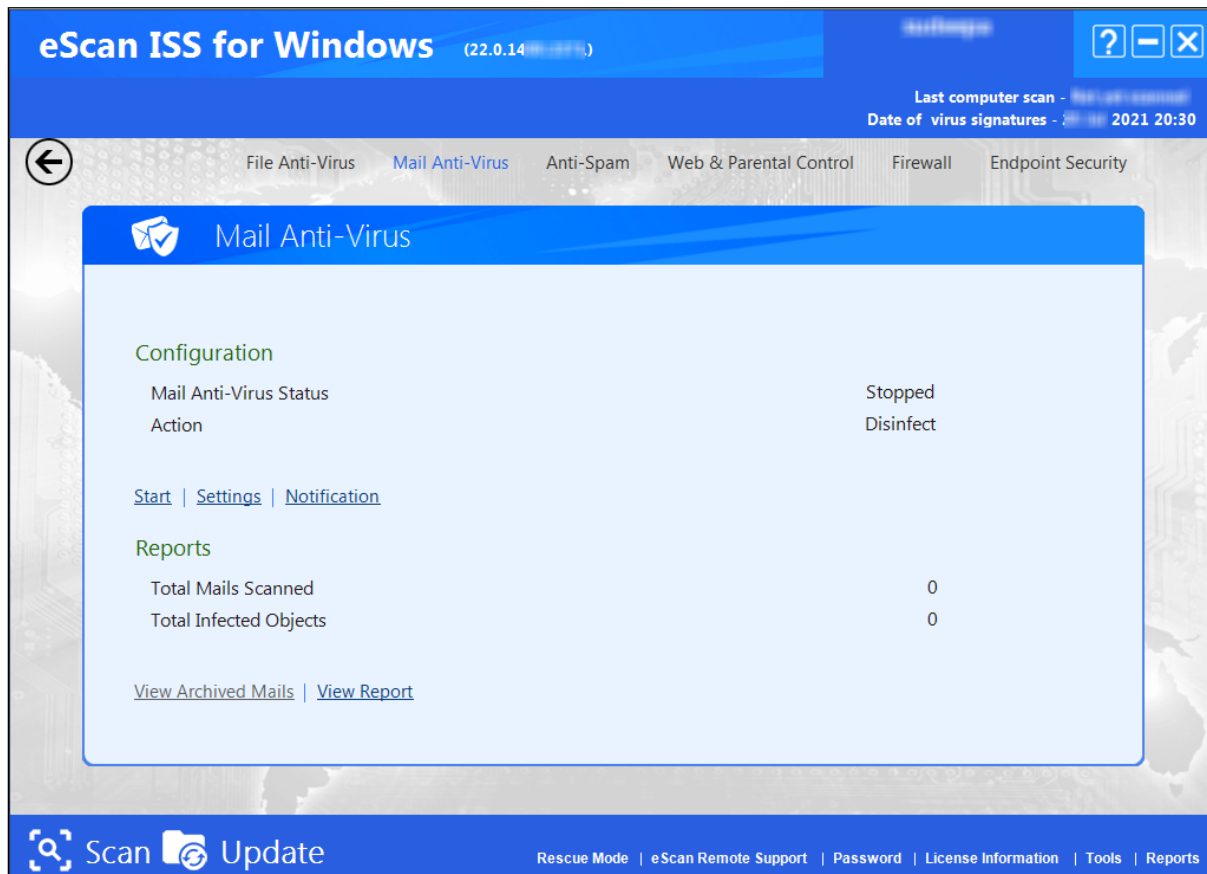 eScan ISS for Windows (22.0.14
Last computer scan -
Date of virus signatures - 2021 20:30
File Anti-Virus Mail Anti-Virus Anti-Spam Web & Parental Control Firewall Endpoint Security
Mail Anti-Virus
Configuration
Mail Anti-Virus Status Stopped
Action Disinfect
Start | Settings | Notification
Reports
Total Mails Scanned 0
Total Infected Objects 0
View Archived Mails | View Report
Scan Update Rescue Mode | eScan Remote Support | Password | License Information | Tools | Reports